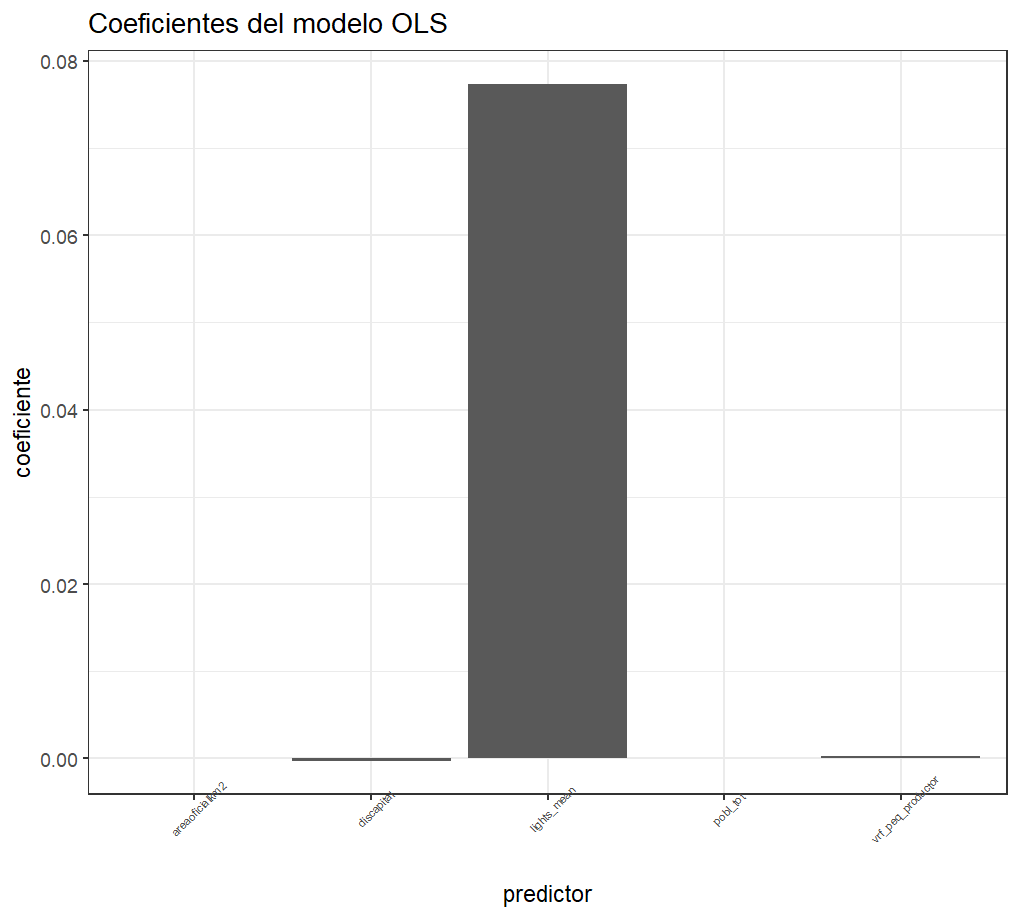 Coeficientes del modelo OLS
0.08
0.06
0.04
0.02
0.00
coeficiente
areaoficialkm2
discapital
lights_mean
pobl_tot
vrf_peq_productor
predictor